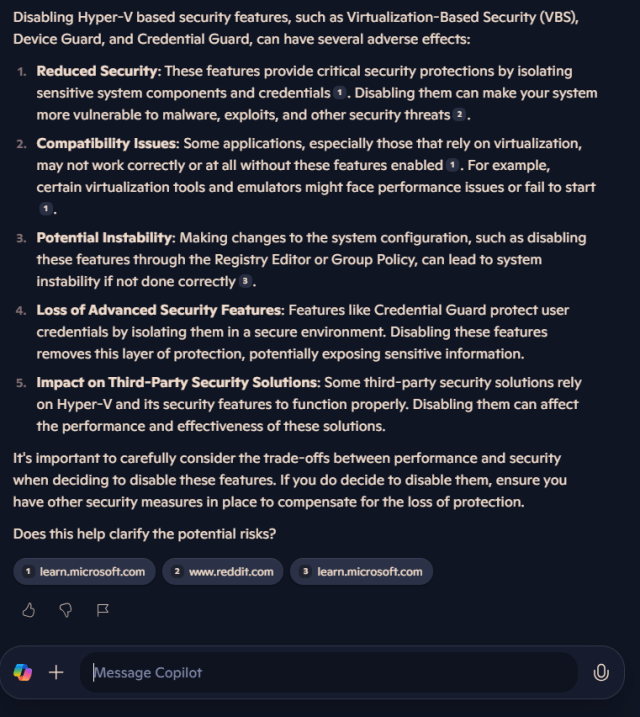 Disabling Hyper-V based security features, such as Virtualization-Based Security (VBS),
Device Guard, and Credential Guard, can have several adverse effects:
1. Reduced Security: These features provide critical security protections by isolating
sensitive system components and credentials 1 . Disabling them can make your system
more vulnerable to malware, exploits, and other security threats 2 .
2. Compatibility Issues: Some applications, especially those that rely on virtualization,
may not work correctly or at all without these features enabled 1 . For example,
certain virtualization tools and emulators might face performance issues or fail to start
1 .
3. Potential Instability: Making changes to the system configuration, such as disabling
these features through the Registry Editor or Group Policy, can lead to system
instability if not done correctly 3 .
4. Loss of Advanced Security Features: Features like Credential Guard protect user
credentials by isolating them in a secure environment. Disabling these features
removes this layer of protection, potentially exposing sensitive information.
5. Impact on Third-Party Security Solutions: Some third-party security solutions rely
on Hyper-V and its security features to function properly. Disabling them can affect
the performance and effectiveness of these solutions.
It's important to carefully consider the trade-offs between performance and security
when deciding to disable these features. If you do decide to disable them, ensure you
have other security measures in place to compensate for the loss of protection.
Does this help clarify the potential risks?
1 learn.microsoft.com 2 www.reddit.com 3 learn.microsoft.com
Message Copilot